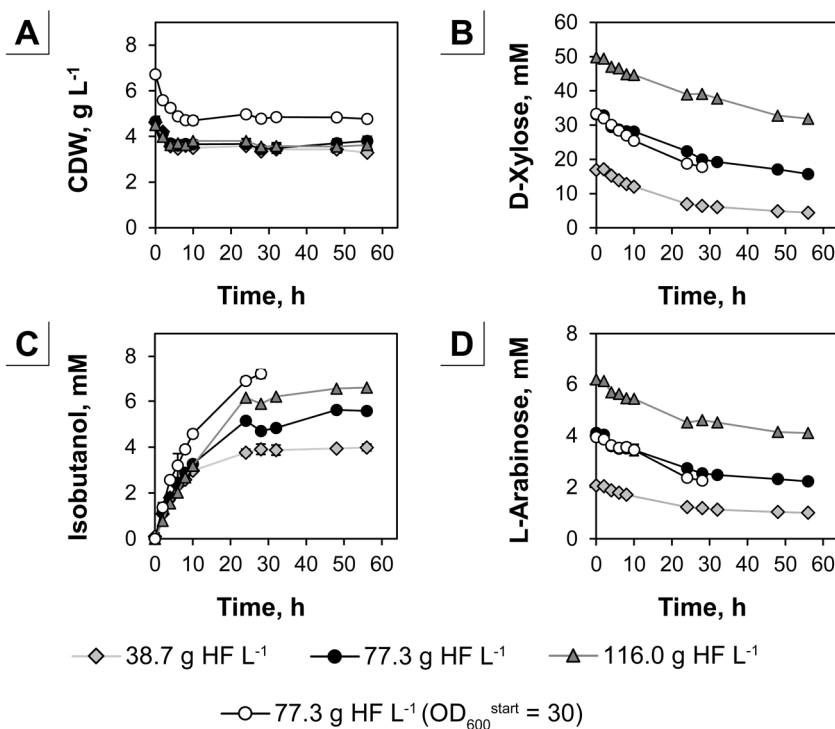 A
CDW, g L⁻¹
8
6
4
2
0
0 10 20 30 40 50 60
Time, h
B
D-Xylose, mM
60
50
40
30
20
10
0
0 10 20 30 40 50 60
Time, h
C
Isobutanol, mM
8
6
4
2
0
0 10 20 30 40 50 60
Time, h
D
L-Arabinose, mM
8
6
4
2
0
0 10 20 30 40 50 60
Time, h
38.7 g HF L⁻¹ 77.3 g HF L⁻¹ 116.0 g HF L⁻¹
77.3 g HF L⁻¹ (OD₆₀₀ˢᵗᵃʳᵗ = 30)